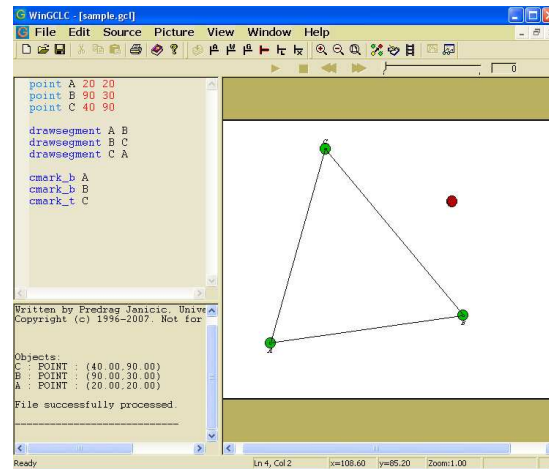 WinGCLC - [sample.gcl]
File Edit Source Picture View Window Help
0
point A 20 20
point B 90 30
point C 40 90
drawsegment A B
drawsegment B C
drawsegment C A
cmark_b A
cmark_b B
cmark_t C
C
B
A
Written by Predrag Janicic, Unive
Copyright (c) 1996-2007. Not for
Objects:
C : POINT : (40.00,90.00)
B : POINT : (90.00,30.00)
A : POINT : (20.00,20.00)
File successfully processed.
Ready Ln 4, Col 2 x=108.60 y=85.20 Zoom:1.00